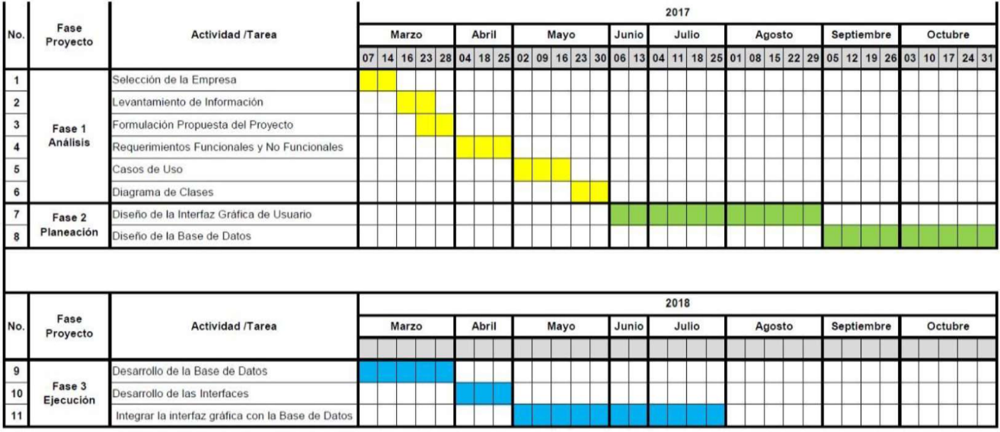 2017
No. Fase Proyecto Actividad /Tarea Marzo Abril Mayo Junio Julio Agosto Septiembre Octubre
07 14 16 23 28 04 18 25 02 09 16 23 30 06 13 04 11 18 25 01 08 15 22 29 05 12 19 26 03 10 17 24 31
Fase 1 Análisis
1 Selección de la Empresa
2 Levantamiento de Información
3 Formulación Propuesta del Proyecto
4 Requerimientos Funcionales y No Funcionales
5 Casos de Uso
6 Diagrama de Clases
Fase 2 Planeación
7 Diseño de la Interfaz Gráfica de Usuario
8 Diseño de la Base de Datos
2018
No. Fase Proyecto Actividad /Tarea Marzo Abril Mayo Junio Julio Agosto Septiembre Octubre
Fase 3 Ejecución
9 Desarrollo de la Base de Datos
10 Desarrollo de las Interfaces
11 Integrar la interfaz gráfica con la Base de Datos